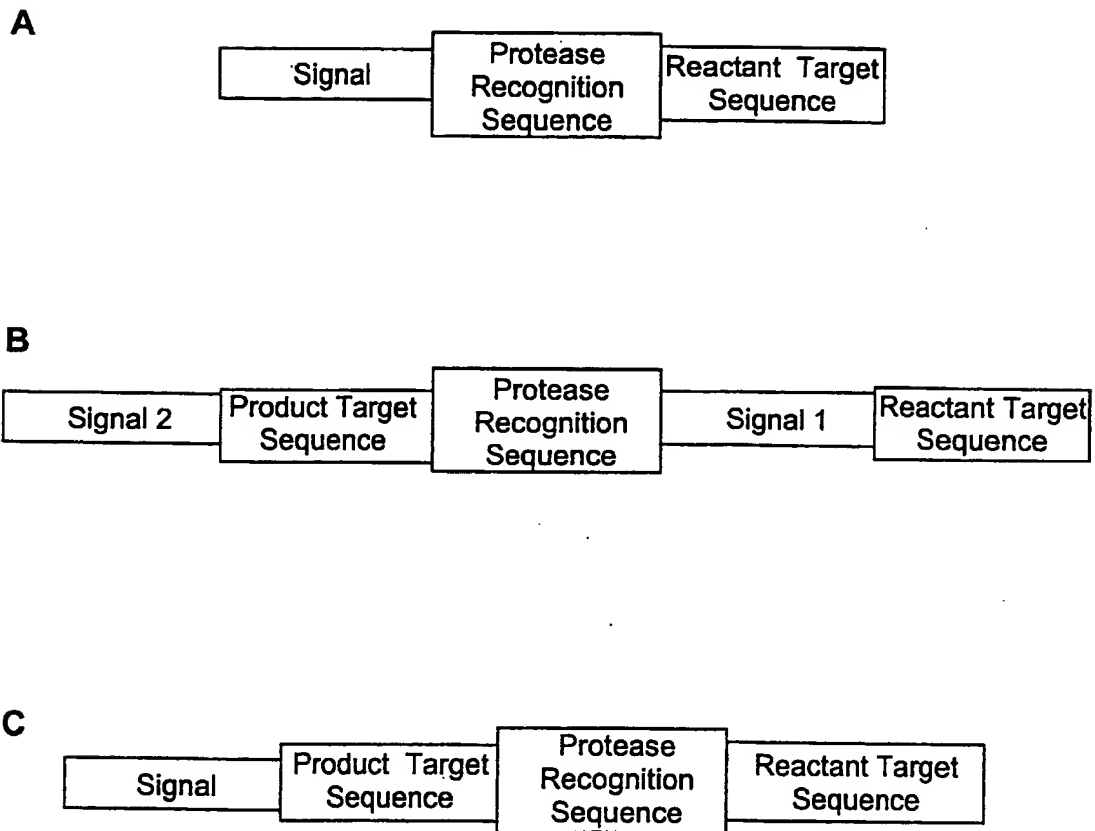 A
Signal
Protease
Recognition
Sequence
Reactant Target
Sequence
B
Signal 2
Product Target
Sequence
Protease
Recognition
Sequence
Signal 1
Reactant Target
Sequence
C
Signal
Product Target
Sequence
Protease
Recognition
Sequence
Reactant Target
Sequence